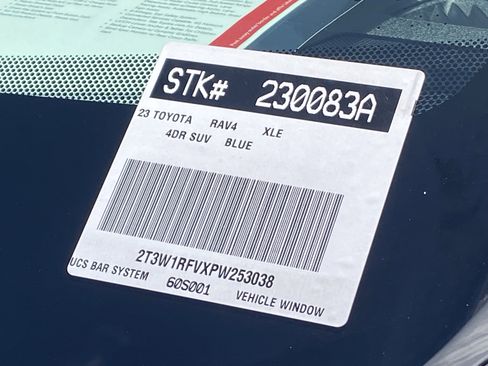 STK# 230083A
23 TOYOTA RAV4 XLE
4DR SUV BLUE
2T3W1RFVXPW253038
UCS BAR SYSTEM 60S001 VEHICLE WINDOW